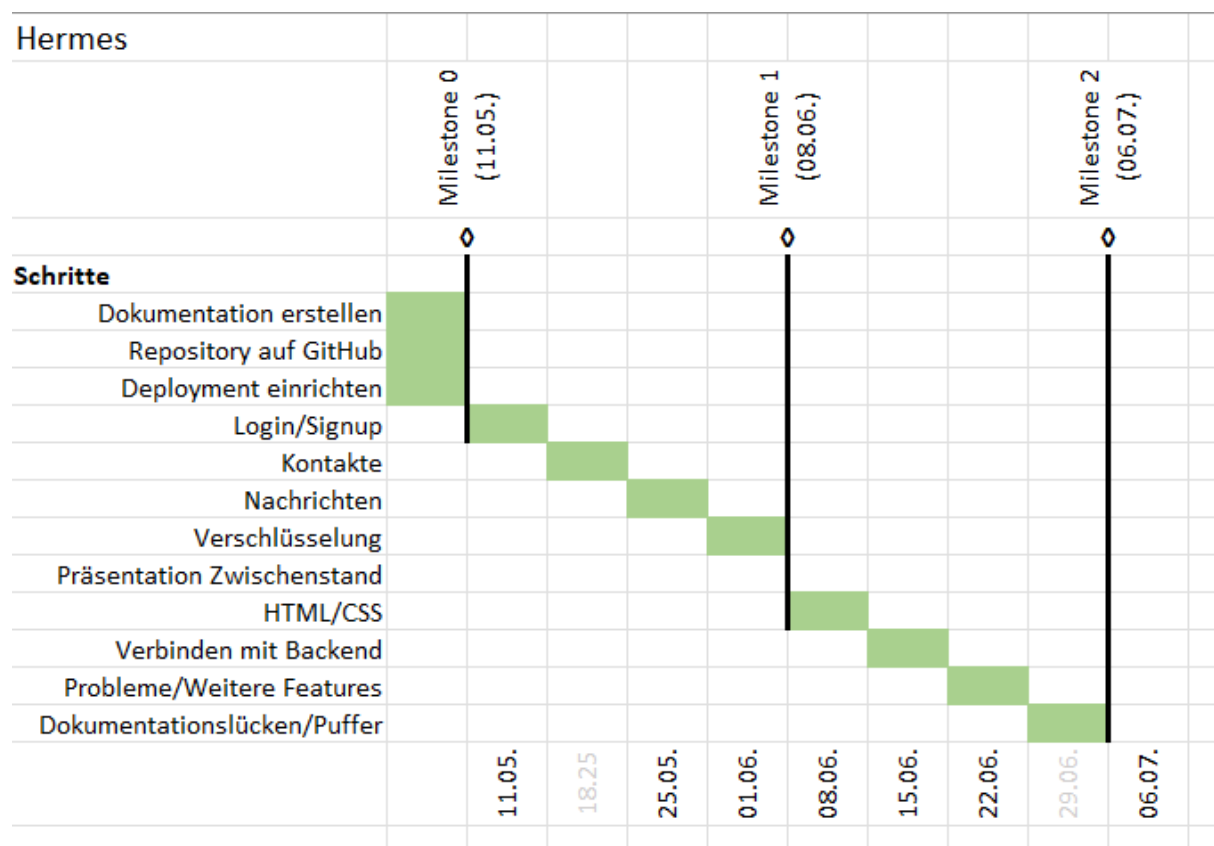 Hermes
Milestone 0
(11.05.)
Milestone 1
(08.06.)
Milestone 2
(06.07.)
◊ ◊ ◊
Schritte
Dokumentation erstellen
Repository auf GitHub
Deployment einrichten
Login/Signup
Kontakte
Nachrichten
Verschlüsselung
Präsentation Zwischenstand
HTML/CSS
Verbinden mit Backend
Probleme/Weitere Features
Dokumentationslücken/Puffer
11.05.
18.25
25.05.
01.06.
08.06.
15.06.
22.06.
29.06.
06.07.